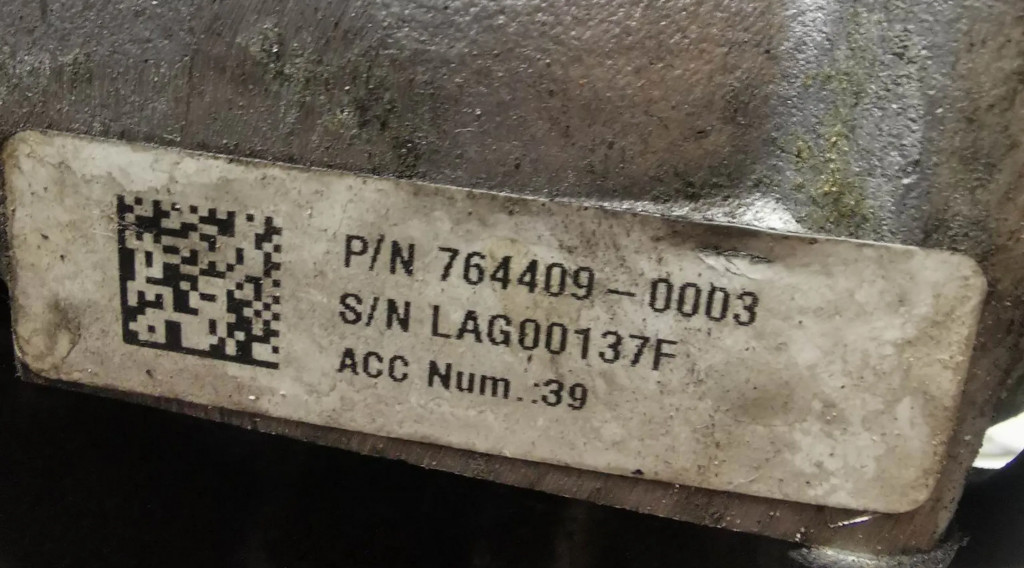 P/N 764409-0003
S/N LAG00137F
ACC Num.:39